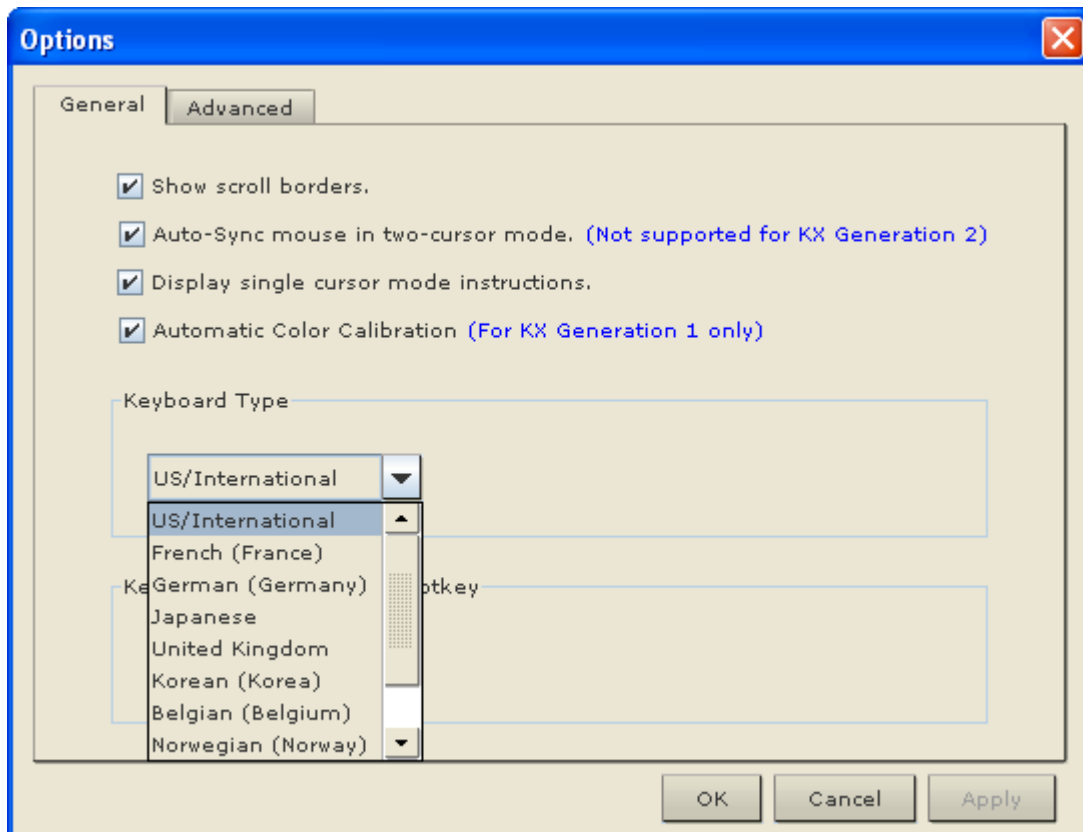 Options
General
Advanced
Show scroll borders.
Auto-Sync mouse in two-cursor mode. (Not supported for KX Generation 2)
Display single cursor mode instructions.
Automatic Color Calibration (For KX Generation 1 only)
Keyboard Type
US/International
US/International
French (France)
German (Germany)
Japanese
United Kingdom
Korean (Korea)
Belgian (Belgium)
Norwegian (Norway)
OK
Cancel
Apply